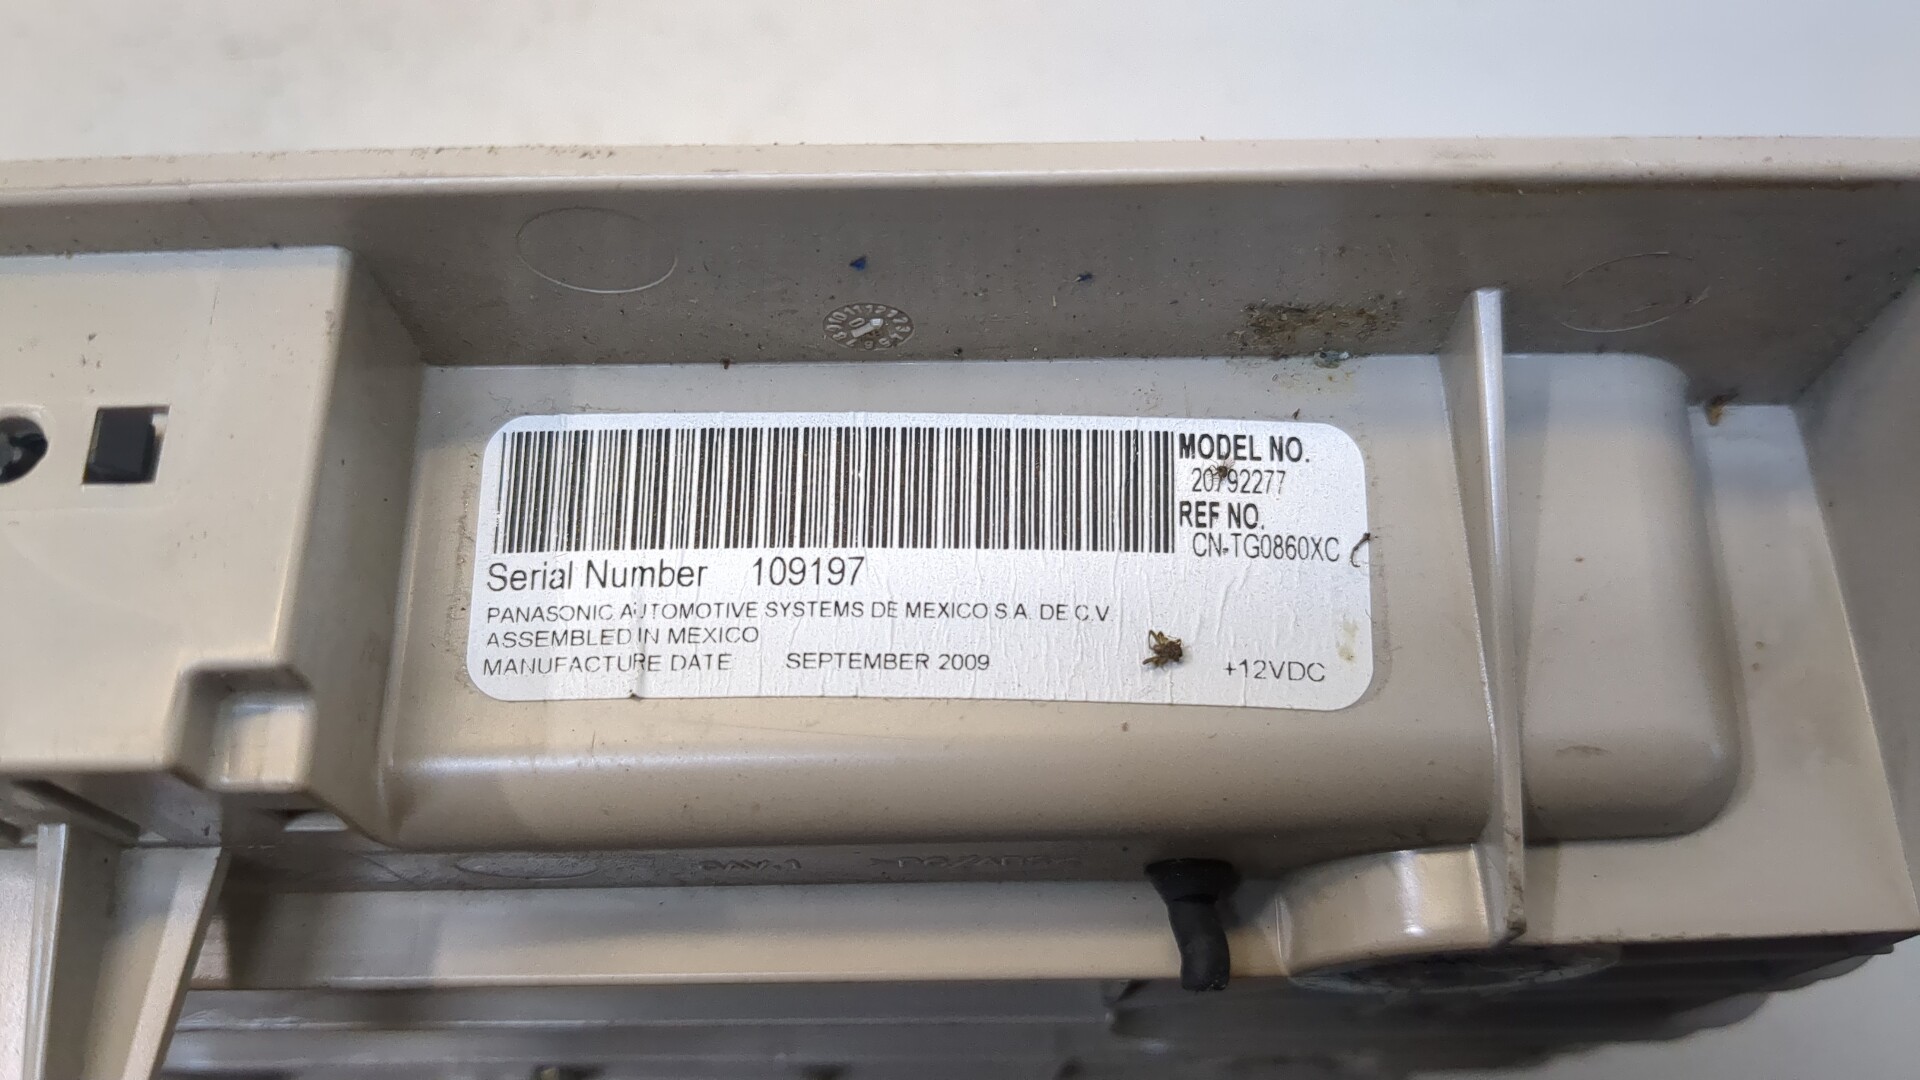 MODEL NO.
20792277
REF NO.
CN-TG0860XC
Serial Number 109197
PANASONIC AUTOMOTIVE SYSTEMS DE MEXICO S.A. DE C.V.
ASSEMBLED IN MEXICO
MANUFACTURE DATE SEPTEMBER 2009
+12VDC